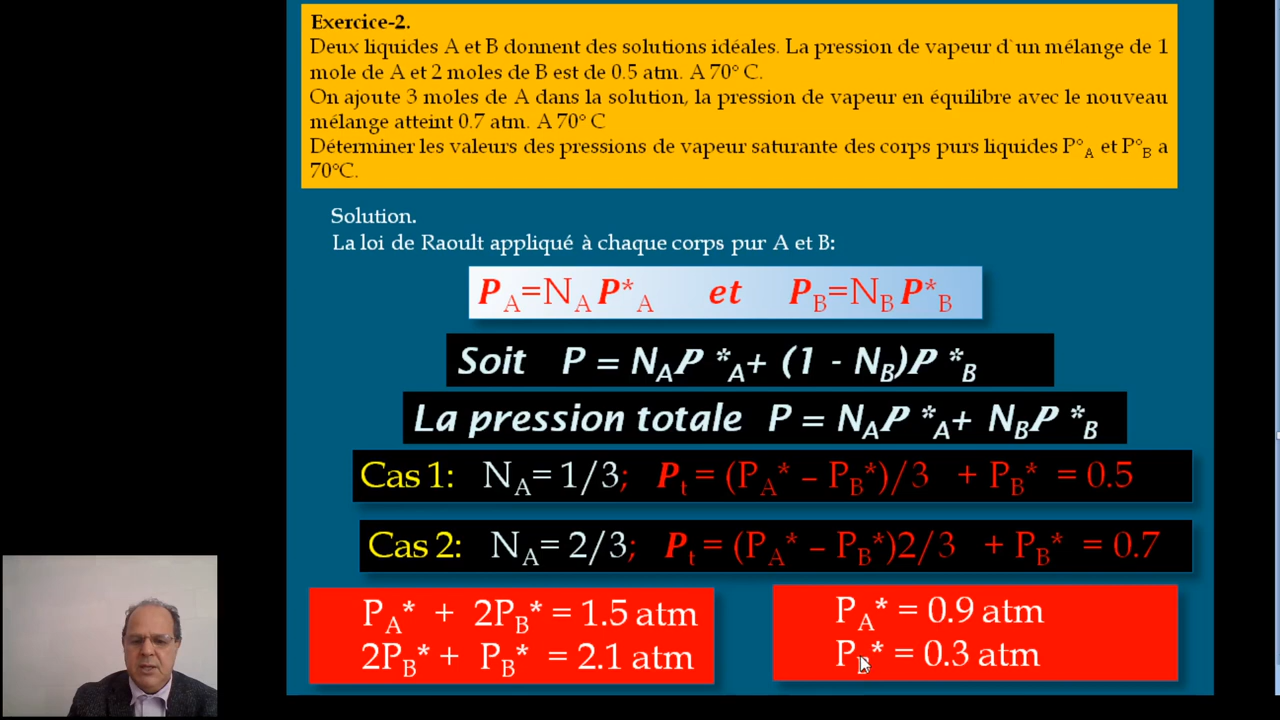 Exercice-2.
Deux liquides A et B donnent des solutions idéales. La pression de vapeur d`un mélange de 1
mole de A et 2 moles de B est de 0.5 atm. A 70° C.
On ajoute 3 moles de A dans la solution, la pression de vapeur en équilibre avec le nouveau
mélange atteint 0.7 atm. A 70° C
Déterminer les valeurs des pressions de vapeur saturante des corps purs liquides P°A et P°B a
70°C.
Solution.
La loi de Raoult appliqué à chaque corps pur A et B:
PA=NA P*A et PB=NB P*B
Soit P = NAP *A+ (1 - NB)P *B
La pression totale P = NAP *A+ NBP *B
Cas 1: NA= 1/3; Pt = (PA* – PB*)/3 + PB* = 0.5
Cas 2: NA= 2/3; Pt = (PA* – PB*)2/3 + PB* = 0.7
PA* + 2PB* = 1.5 atm
2PB* + PB* = 2.1 atm
PA* = 0.9 atm
PB* = 0.3 atm